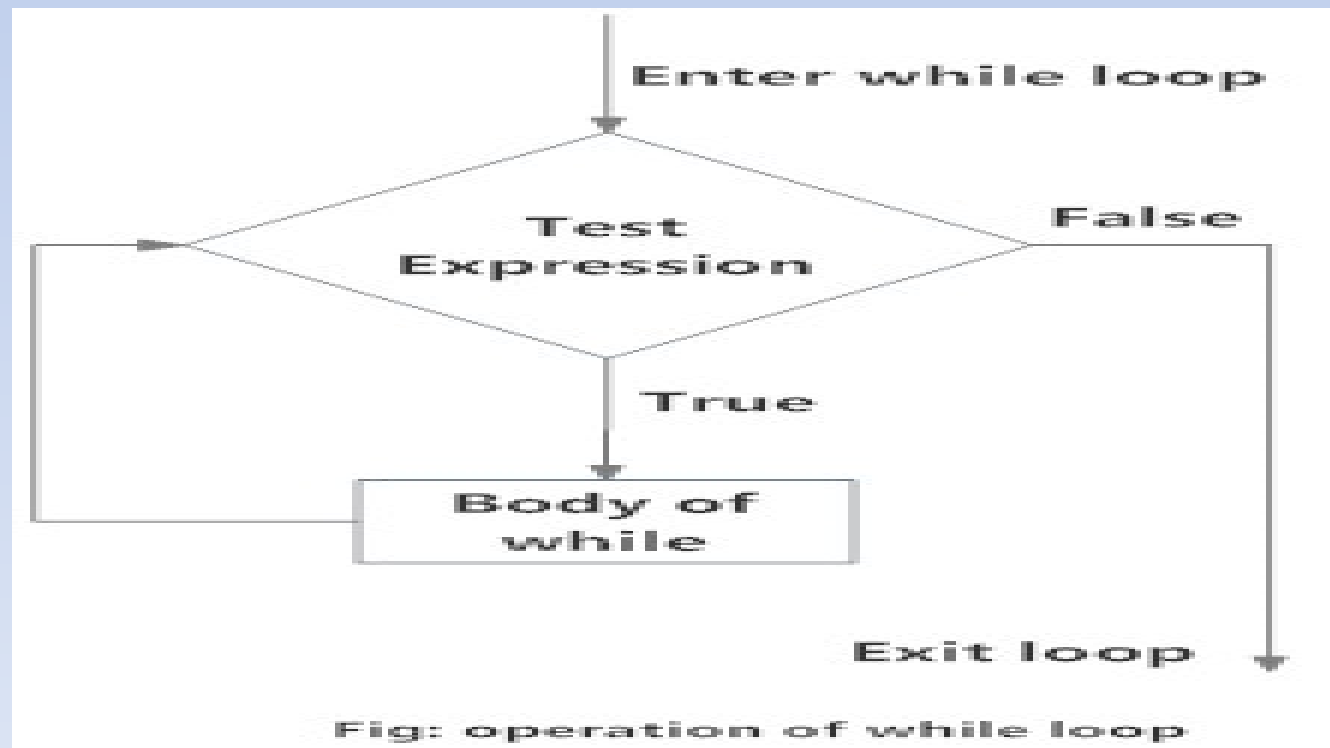 Enter while loop
False
Test
Expression
True
Body of
while
Exit loop
Fig: operation of while loop